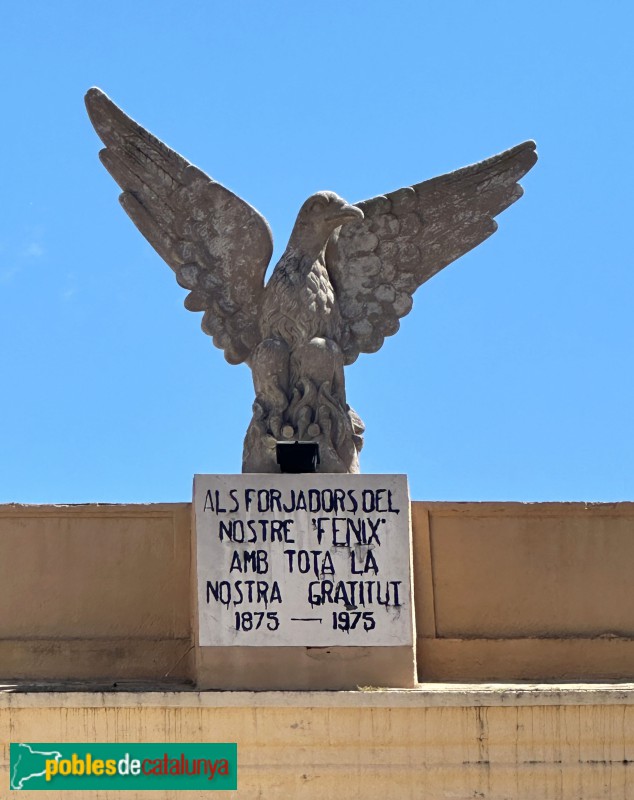 ALS FORJADORS DEL
NOSTRE "FENIX"
AMB TOTA LA
NOSTRA GRATITUT
1875 — 1975
poblesdecatalunya